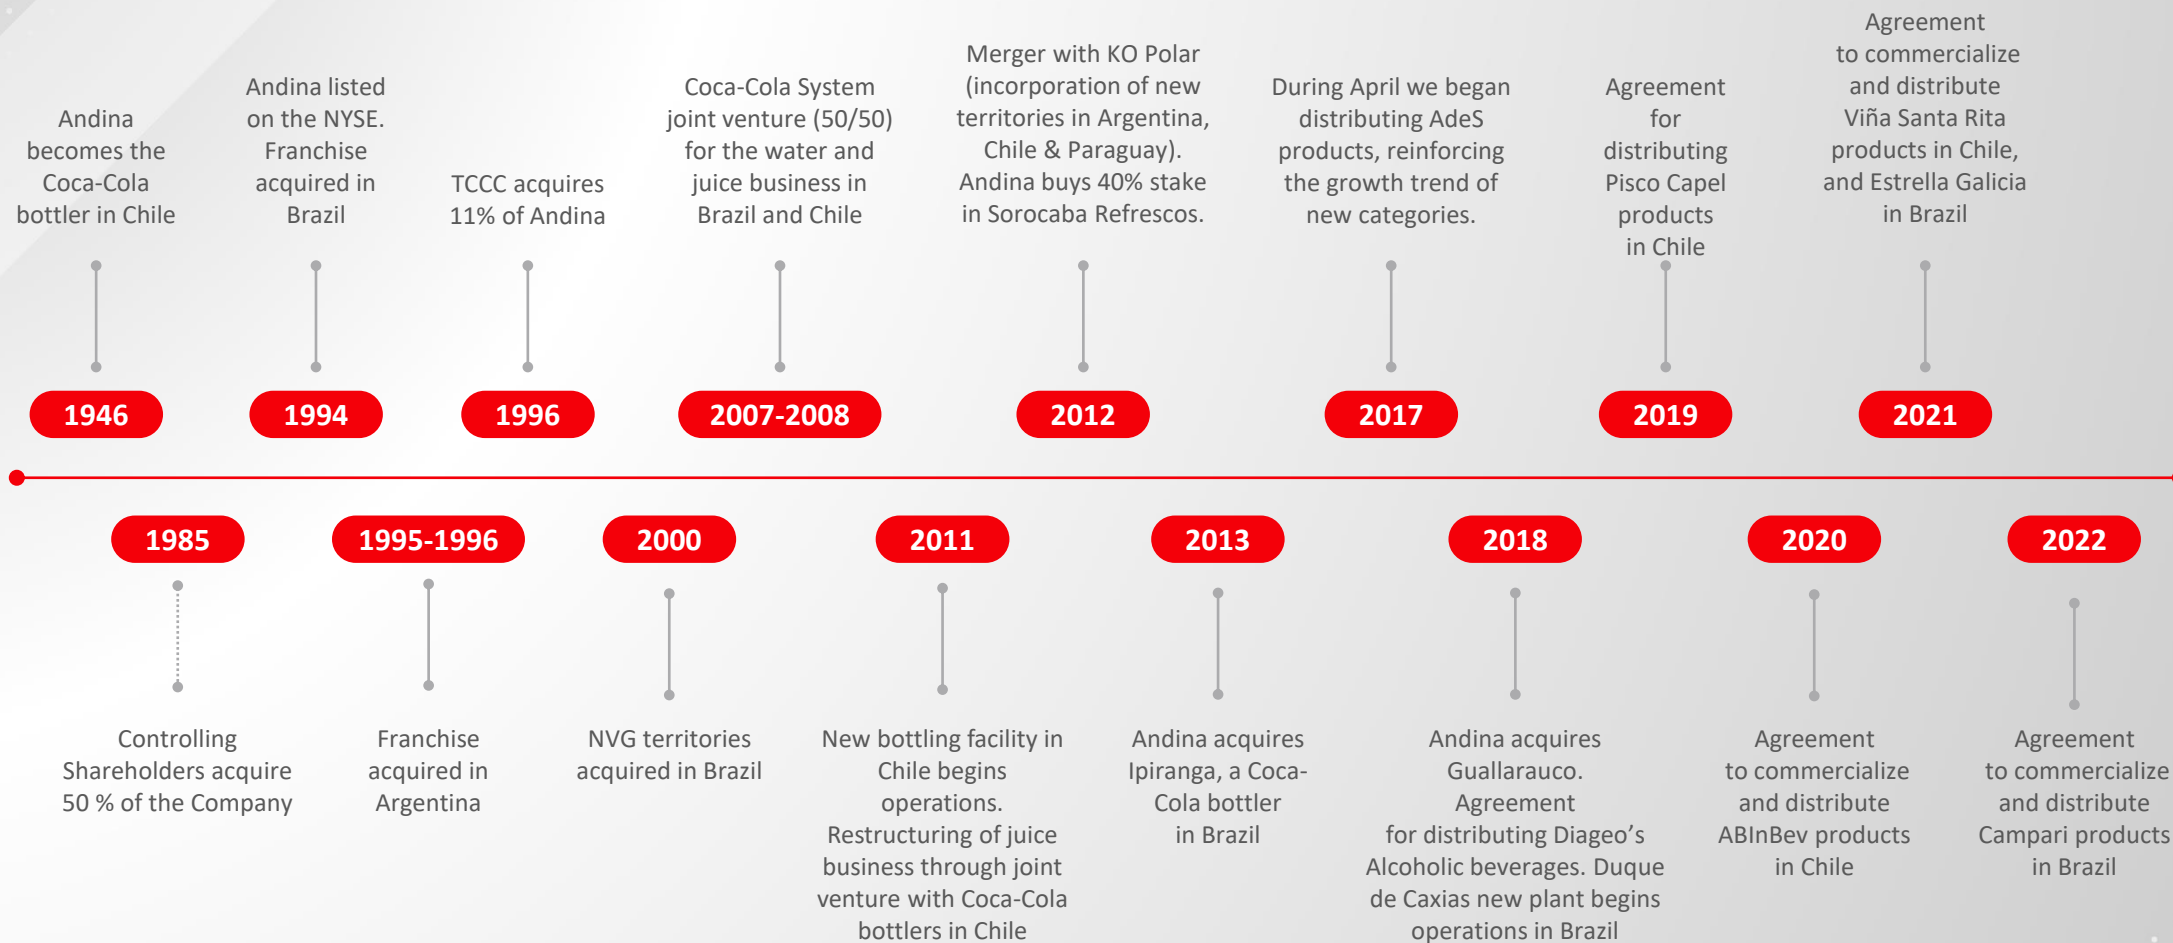 Andina
becomes the
Coca-Cola
bottler in Chile
1946
Andina listed
on the NYSE.
Franchise
acquired in
Brazil
1994
TCCC acquires
11% of Andina
1996
Coca-Cola System
joint venture (50/50)
for the water and
juice business in
Brazil and Chile
2007-2008
Merger with KO Polar
(incorporation of new
territories in Argentina,
Chile & Paraguay).
Andina buys 40% stake
in Sorocaba Refrescos.
2012
During April we began
distributing AdeS
products, reinforcing
the growth trend of
new categories.
2017
Agreement
for
distributing
Pisco Capel
products
in Chile
2019
Agreement
to commercialize
and distribute
Viña Santa Rita
products in Chile,
and Estrella Galicia
in Brazil
2021
1985
Controlling
Shareholders acquire
50 % of the Company
1995-1996
Franchise
acquired in
Argentina
2000
NVG territories
acquired in Brazil
2011
New bottling facility in
Chile begins
operations.
Restructuring of juice
business through joint
venture with Coca-Cola
bottlers in Chile
2013
Andina acquires
Ipiranga, a Coca-
Cola bottler
in Brazil
2018
Andina acquires
Guallarauco.
Agreement
for distributing Diageo’s
Alcoholic beverages. Duque
de Caxias new plant begins
operations in Brazil
2020
Agreement
to commercialize
and distribute
ABInBev products
in Chile
2022
Agreement
to commercialize
and distribute
Campari products
in Brazil